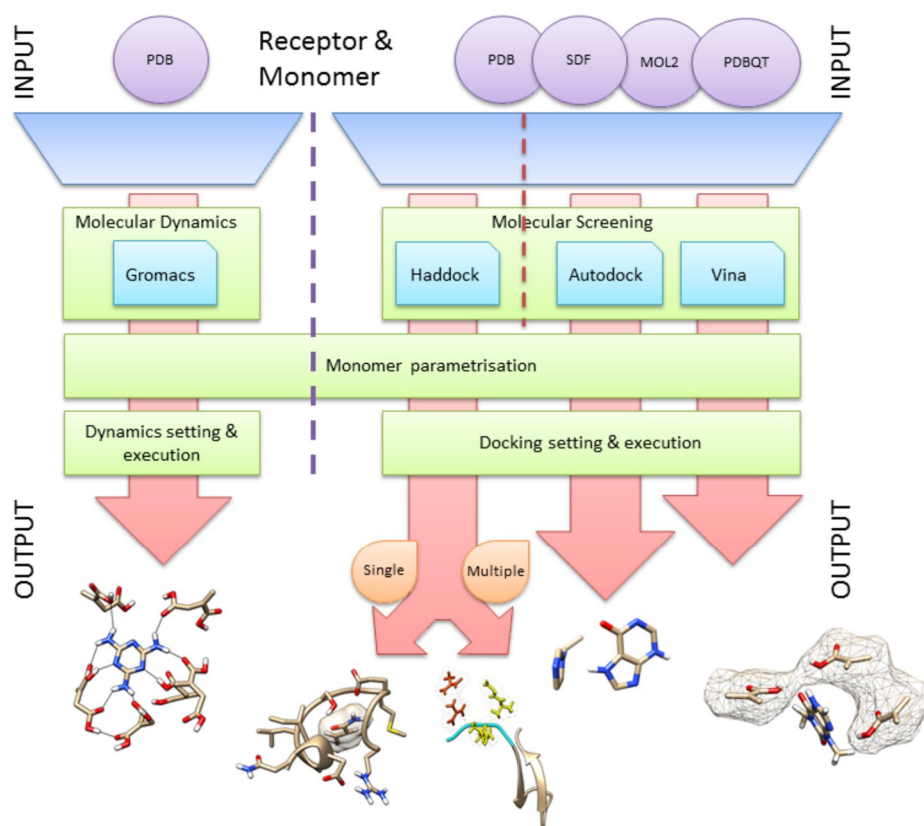 INPUT
PDB
Receptor &
Monomer
PDB
SDF
MOL2
PDBQT
INPUT
Molecular Dynamics
Molecular Screening
Gromacs
Haddock
Autodock
Vina
Monomer parametrisation
Dynamics setting &
execution
Docking setting & execution
OUTPUT
OUTPUT
Single
Multiple